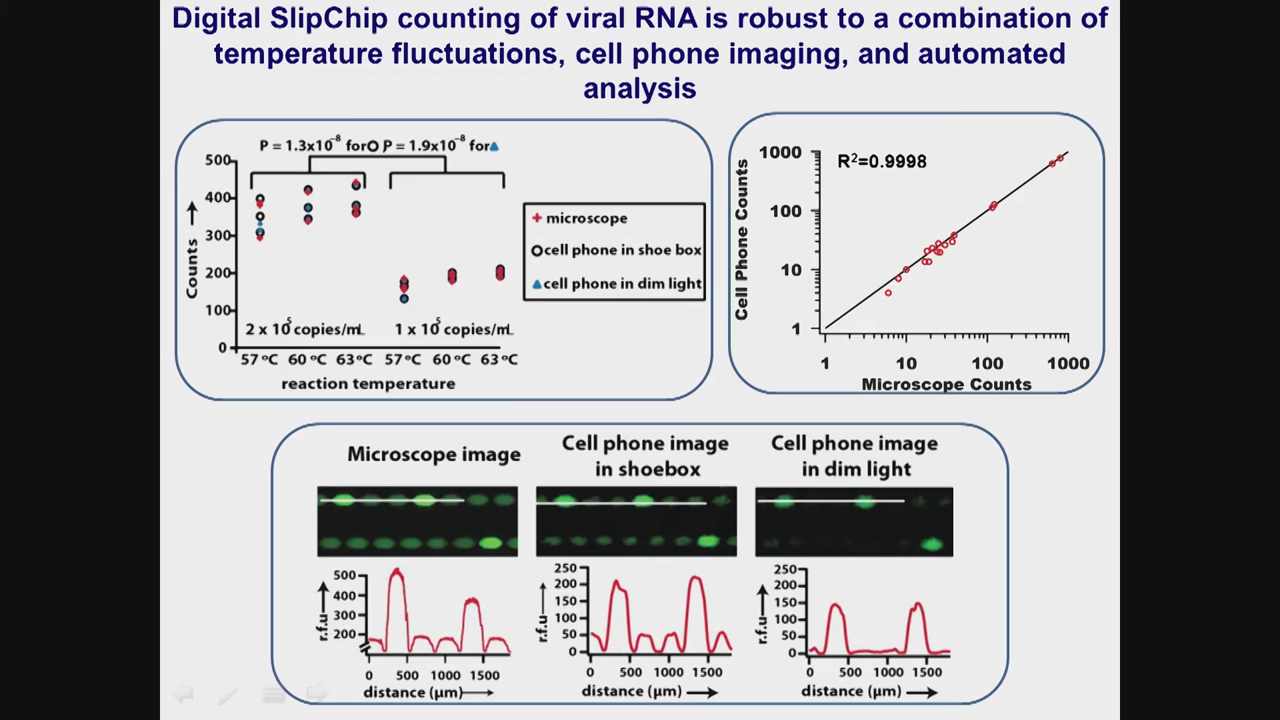 Digital SlipChip counting of viral RNA is robust to a combination of
temperature fluctuations, cell phone imaging, and automated
analysis
P = 1.3x10⁻⁸ for P = 1.9x10⁻⁸ for
500
400
300
200
100
0
Counts
2 x 10⁵ copies/mL
1 x 10⁵ copies/mL
57 ºC 60 ºC 63 ºC 57 ºC 60 ºC 63 ºC
reaction temperature
microscope
cell phone in shoe box
cell phone in dim light
R²=0.9998
Cell Phone Counts
1000
100
10
1
1 10 100 1000
Microscope Counts
Microscope image
500
400
300
200
r.f.u
0 500 1000 1500
distance (µm)
Cell phone image
in shoebox
250
200
150
100
50
0
r.f.u
0 500 1000 1500
distance (µm)
Cell phone image
in dim light
250
200
150
100
50
0
r.f.u
0 500 1000 1500
distance (µm)